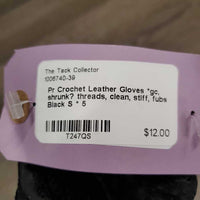 The Tack Collector
1006740-39
Pr Crochet Leather Gloves *gc,
shrunk? threads, clean, stiff, rubs
Black S * 5
T247QS
$12.00